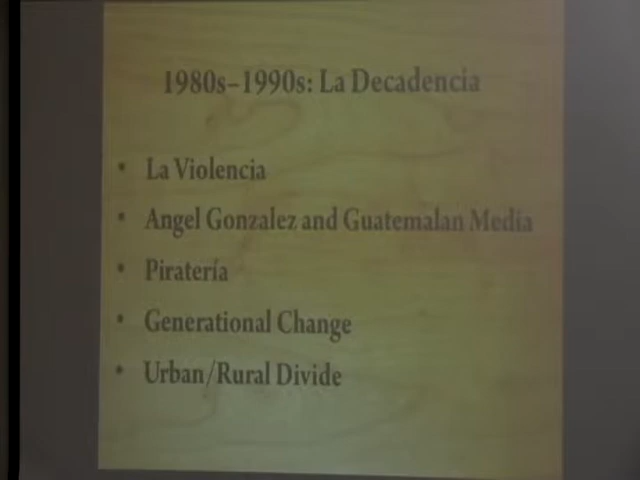 1980s–1990s: La Decadencia
• La Violencia
• Angel Gonzalez and Guatemalan Media
• Piratería
• Generational Change
• Urban/Rural Divide